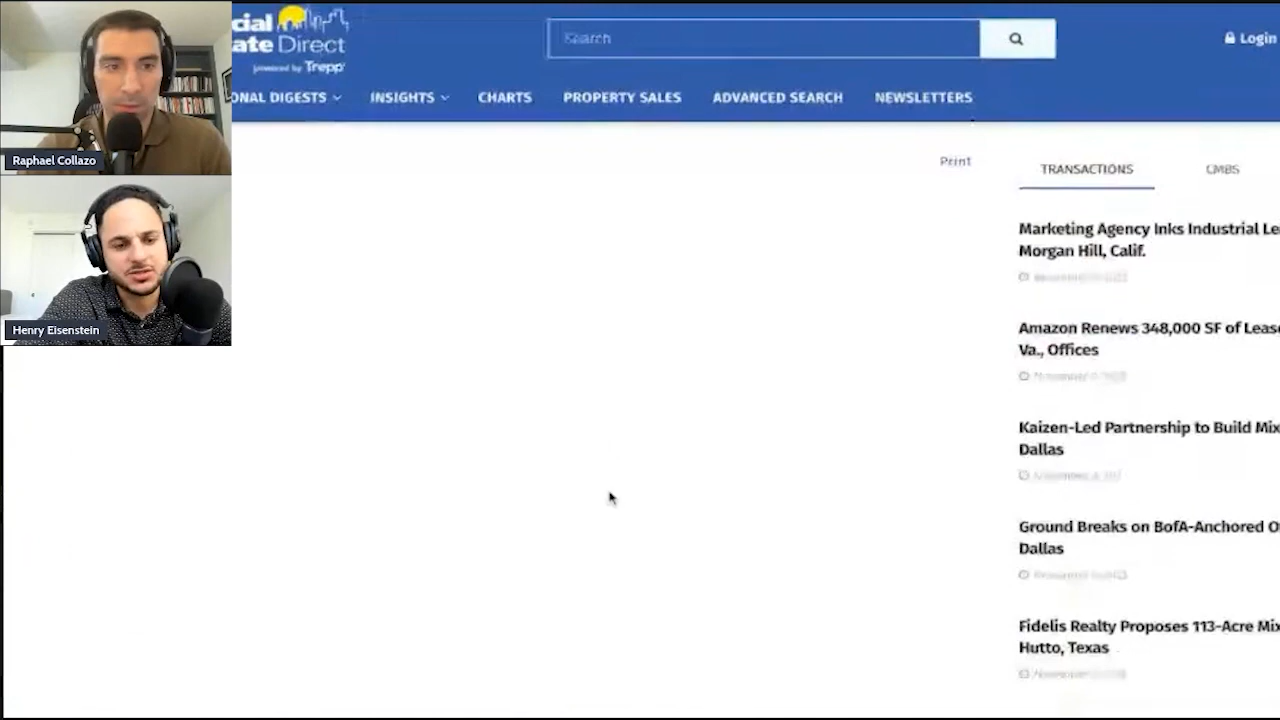 cial
ate Direct
powered by Trepp
Search
Login
ONAL DIGESTS
INSIGHTS
CHARTS
PROPERTY SALES
ADVANCED SEARCH
NEWSLETTERS
Raphael Collazo
Henry Eisenstein
Print
TRANSACTIONS
CMBS
Marketing Agency Inks Industrial Le
Morgan Hill, Calif.
Amazon Renews 348,000 SF of Leas
Va., Offices
Kaizen-Led Partnership to Build Mix
Dallas
Ground Breaks on BofA-Anchored O
Dallas
Fidelis Realty Proposes 113-Acre Mix
Hutto, Texas